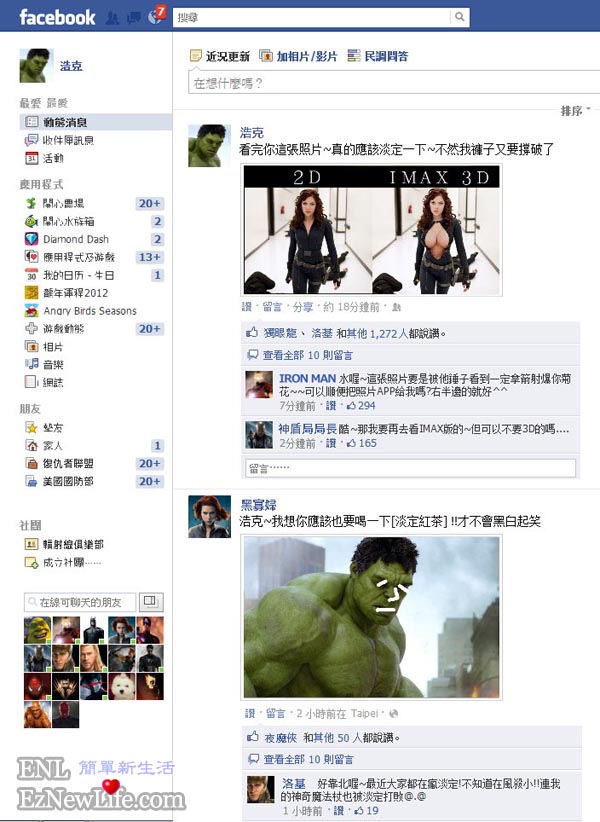 facebook
7
搜尋
浩克
最愛 最愛
動態消息
收件匣訊息
活動
應用程式
開心農場 20+
開心水族箱 2
Diamond Dash 2
應用程式及遊戲 13+
我的日历 - 生日 1
龍年運程2012
Angry Birds Seasons
遊戲動態 20+
相片
音樂
網誌
朋友
摯友
家人 1
復仇者聯盟 20+
美國國防部 20+
社團
輻射線俱樂部
成立社團……
在線可聊天的朋友
近況更新 加相片/影片 民調問答
在想什麼嗎？
排序
浩克
看完你這張照片~真的應該淡定一下~不然我褲子又要撐破了
2D IMAX 3D
讚 · 留言 · 分享 · 約 18分鐘前 ·
獨眼龍、 洛基 和其他 1,272 人都說讚。
查看全部 10 則留言
IRON MAN 水喔~這張照片要是被他錘子看到一定拿箭射爆你菊
花~~可以順便把照片APP給我嗎?右半邊的就好^^
7分鐘前 · 讚 · 294
神盾局局長 酷~那我要再去看IMAX版的~但可以不要3D的嗎....
2分鐘前 · 讚 · 165
留言……
黑寡婦
浩克~我想你應該也要喝一下[淡定紅茶] !!才不會黑白起笑
讚 · 留言 · 2 小時前在 Taipei ·
夜魔俠 和其他 50 人都說讚。
查看全部 10 則留言
洛基 好靠北喔~最近大家都在瘋淡定!不知道在風殺小!!連我
的神奇魔法杖也被淡定打敗@.@
1 小時前 · 讚 · 19
ENL 簡單新生活
EzNewLife.com